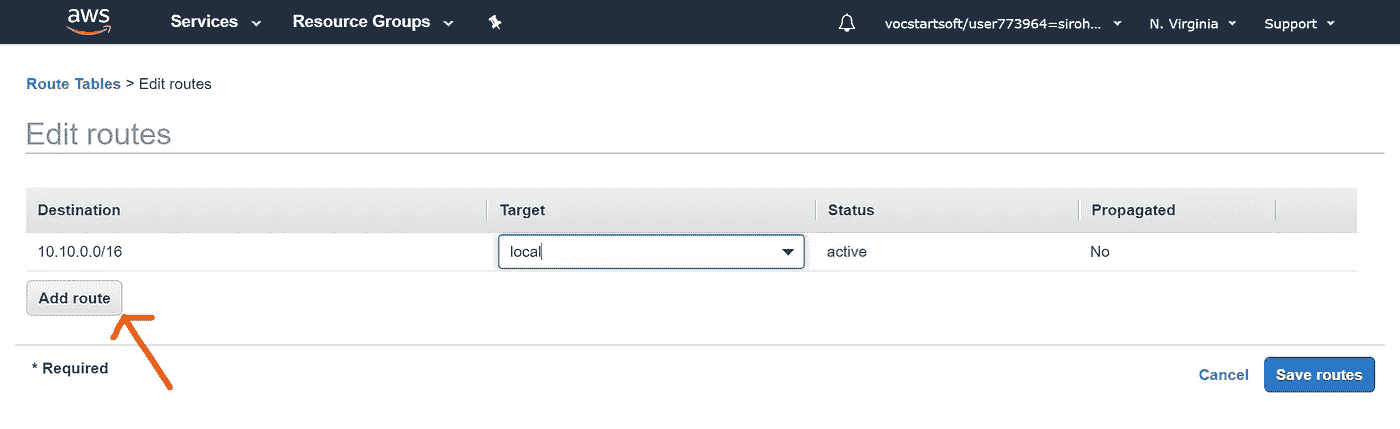 aws Services Resource Groups vocstartsoft/user773964=siroh... N. Virginia Support
Route Tables > Edit routes
Edit routes
Destination Target Status Propagated
10.10.0.0/16 local active No
Add route
* Required
Cancel Save routes